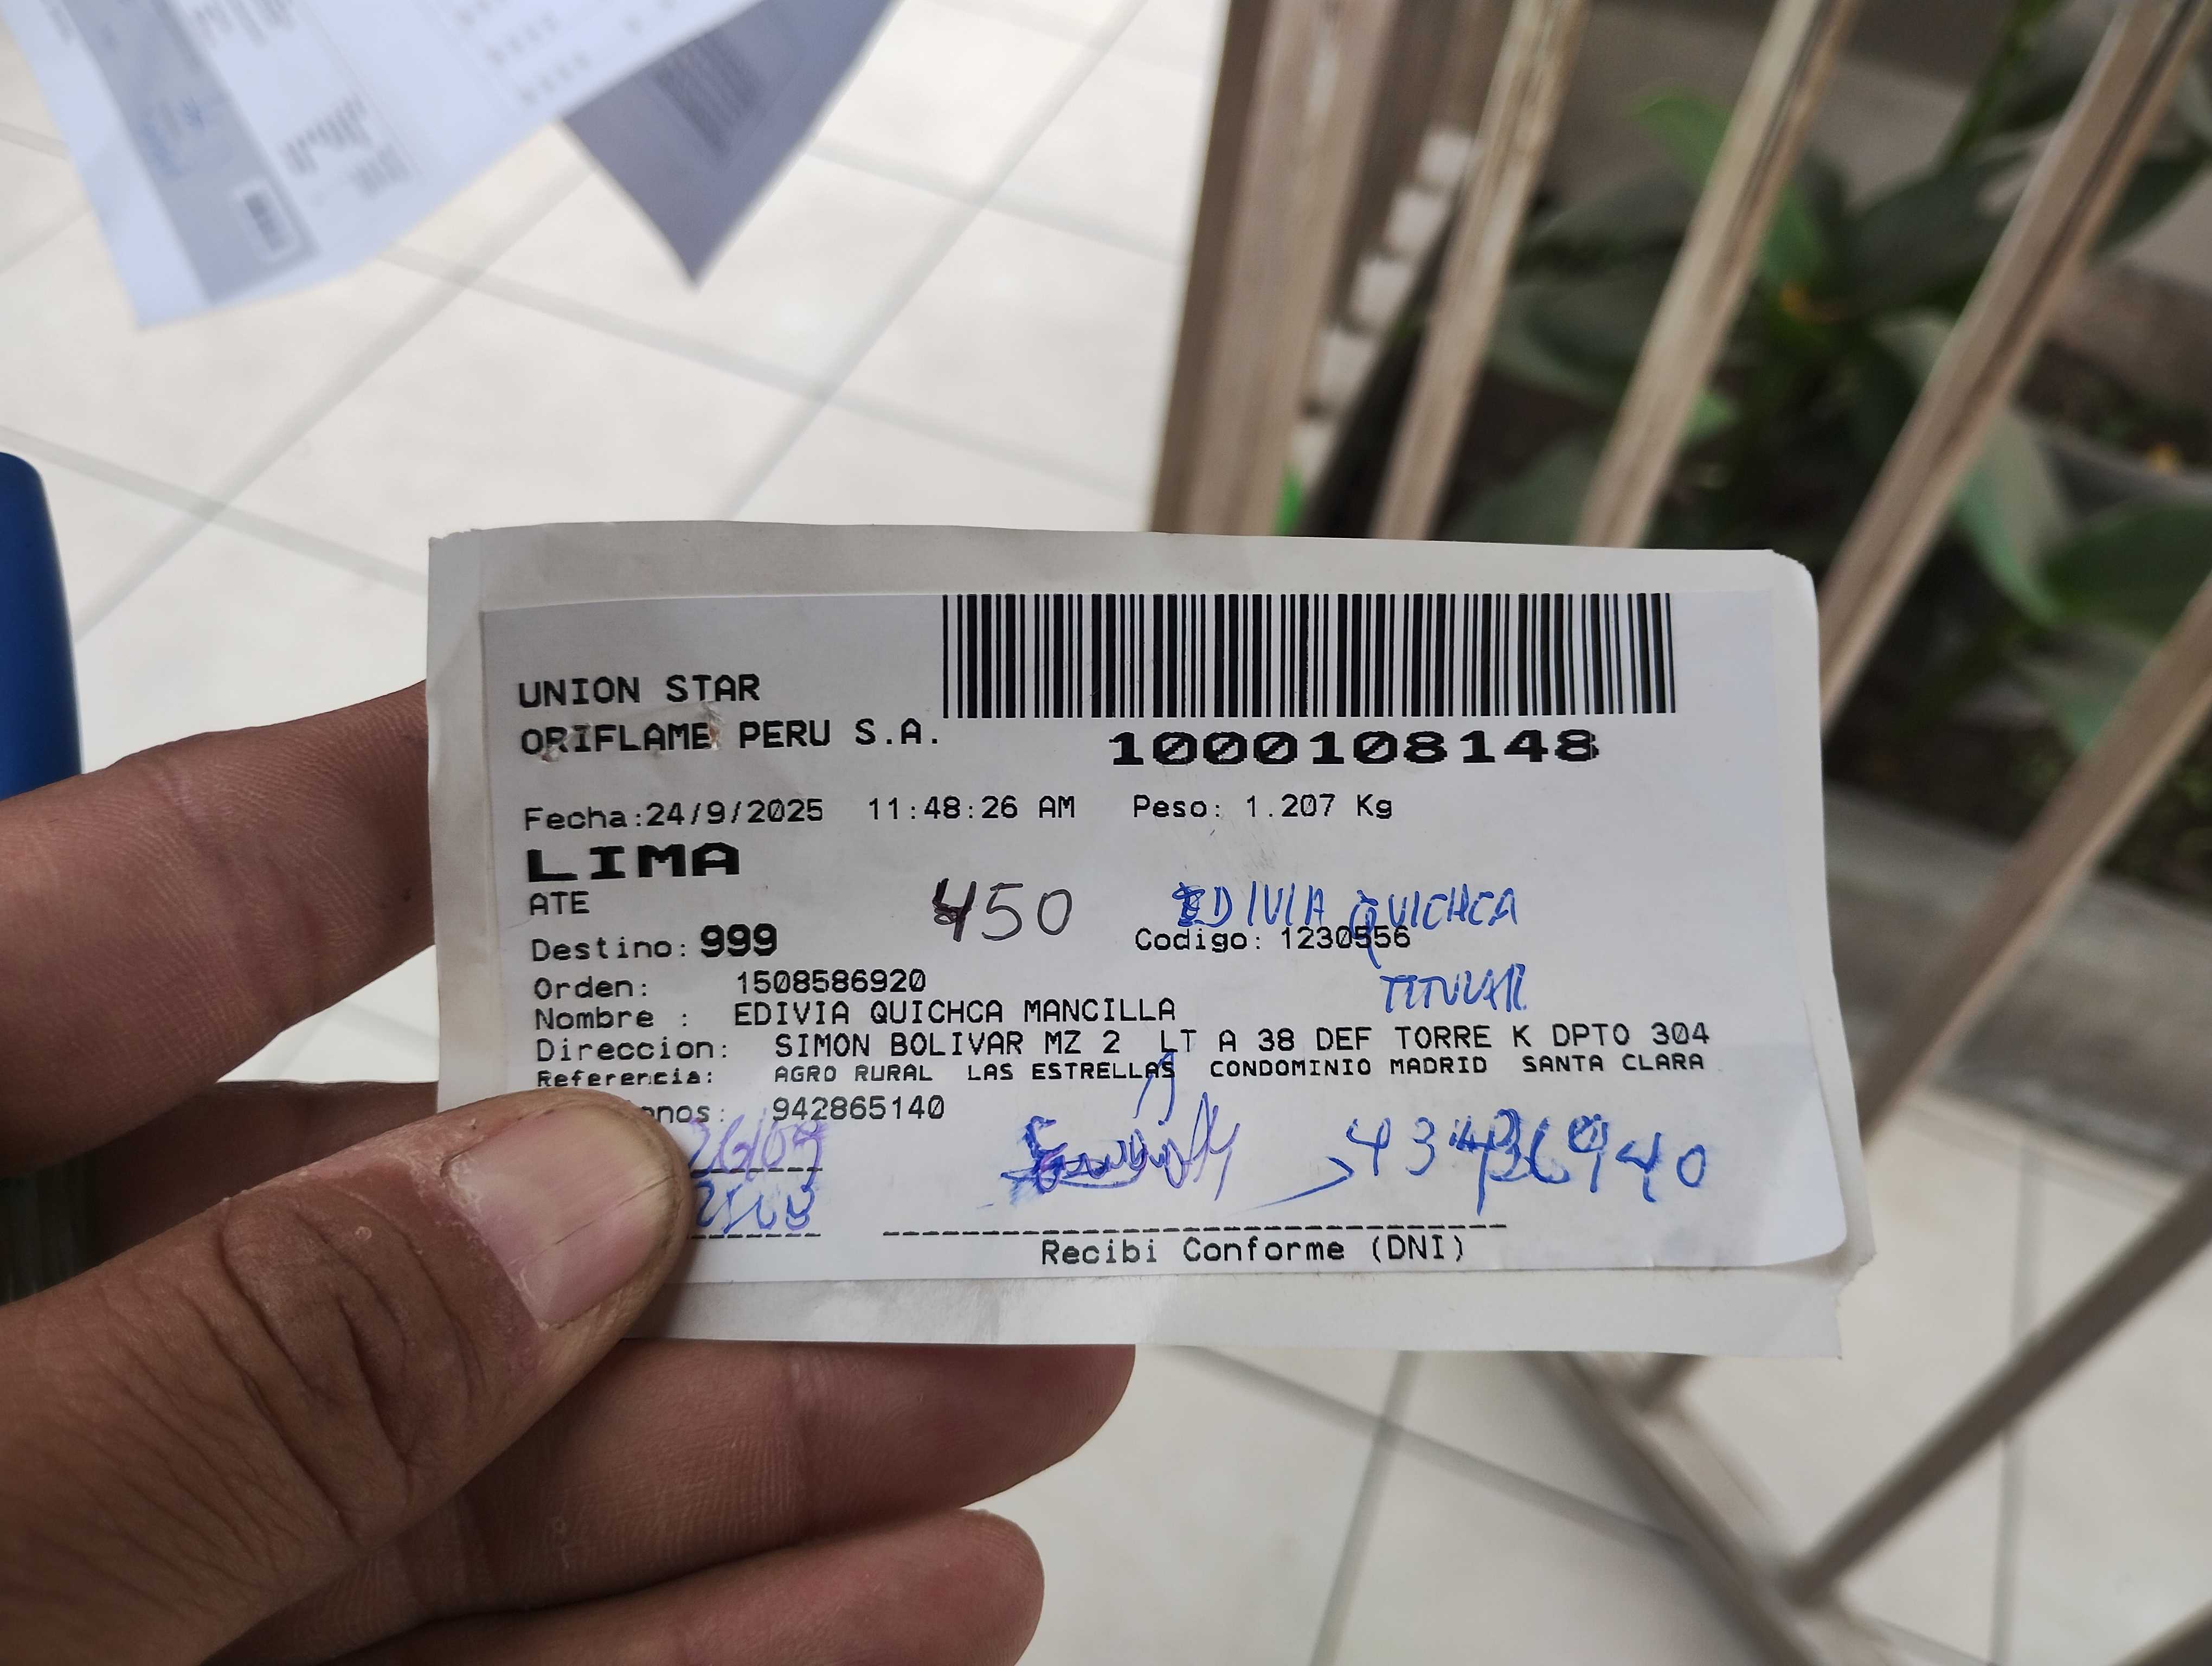 UNION STAR
ORIFLAME PERU S.A.
1000108148
Fecha:24/9/2025 11:48:26 AM Peso: 1.207 Kg
LIMA
ATE
450
EDIVIA QUICHCA
Destino: 999 Codigo: 1230556
TITULAR
Orden: 1508586920
Nombre : EDIVIA QUICHCA MANCILLA
Direccion: SIMON BOLIVAR MZ 2 LT A 38 DEF TORRE K DPTO 304
Referencia: AGRO RURAL LAS ESTRELLAS CONDOMINIO MADRID SANTA CLARA
942865140
26/09
Recibi Conforme (DNI)